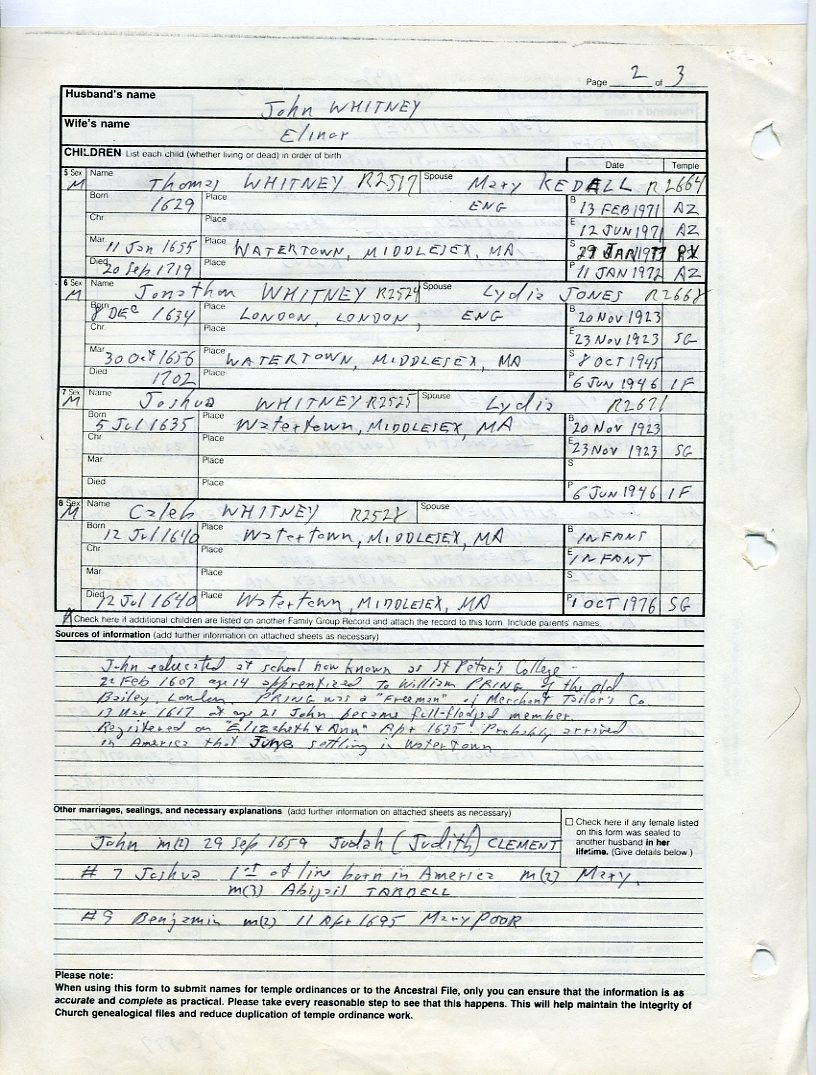 Page 2 of 3
Husband's name
John WHITNEY
Wife's name
Elinor
CHILDREN List each child (whether living or dead) in order of birth
Date Temple
5 Sex M Name Thomas WHITNEY R2517 Spouse Mary KEDALL R2664
Born 1629 Place ENG B 13 FEB 1971 AZ
Chr Place E 12 JUN 1971 AZ
Mar 11 Jan 1655 Place WATERTOWN, MIDDLESEX, MA S 29 JAN 1977
Died 20 Sep 1719 Place P 11 JAN 1972 AZ
6 Sex M Name Jonathon WHITNEY R2524 Spouse Lydia JONES R2668
Born 8 DEC 1634 Place LONDON, LONDON, ENG B 20 NOV 1923
Chr. Place E 23 NOV 1923 SG
Mar 30 Oct 1656 Place WATERTOWN, MIDDLESEX, MA S 8 OCT 1945
Died 1702 Place P 6 JUN 1946 IF
7 Sex M Name Joshua WHITNEY R2525 Spouse Lydia R2671
Born 5 Jul 1635 Place Watertown, MIDDLESEX, MA B 20 NOV 1923
Chr Place E 23 NOV 1923 SG
Mar Place S
Died Place P 6 JUN 1946 IF
8 Sex M Name Caleb WHITNEY R2528 Spouse
Born 12 Jul 1640 Place Watertown, MIDDLESEX, MA B INFANT
Chr Place E INFANT
Mar Place S
Died 12 Jul 1640 Place Watertown, MIDDLESEX, MA P 1 OCT 1976 SG
X Check here if additional children are listed on another Family Group Record and attach the record to this form. Include parents' names.
Sources of information (add further information on attached sheets as necessary)
John educated at school now known as St Peter's College -
22 Feb 1607 age 14 apprenticed to William PRING of the old
Bailey, London. PRING was a "Freeman" of Merchant Tailor's Co
13 Mar 1617 at age 21 John became full-fledged member.
Registered on "Elizabeth & Ann" Apr 1635 Probably arrived
in America that June settling in Watertown
Other marriages, sealings, and necessary explanations (add further information on attached sheets as necessary)
Check here if any female listed on this form was sealed to another husband in her lifetime. (Give details below.)
John m(2) 29 Sep 1659 Judah (Judith) CLEMENT
# 7 Joshua 1st of line born in America m(2) Mary,
m(3) Abigail TARBELL
#9 Benjamin m(2) 11 Apr 1695 Mary POOR
Please note:
When using this form to submit names for temple ordinances or to the Ancestral File, only you can ensure that the information is as
accurate and complete as practical. Please take every reasonable step to see that this happens. This will help maintain the integrity of
Church genealogical files and reduce duplication of temple ordinance work.